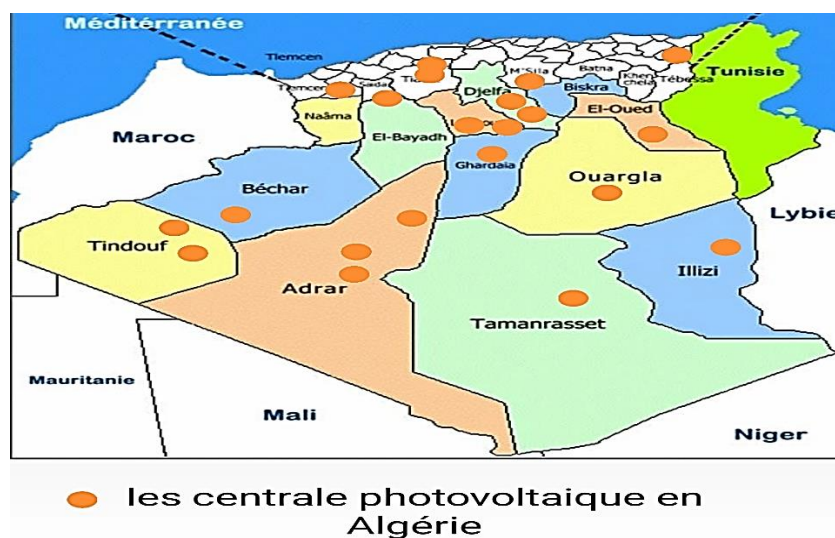 Méditérranée
Tlemcen
Tlemcen
Saida
M'Sila
Batna
Khenchela
Tébessa
Tunisie
Djelfa
Biskra
Naâma
El-Oued
Maroc
El-Bayadh
Ghardaia
Ouargla
Béchar
Lybie
Tindouf
Illizi
Adrar
Tamanrasset
Mauritanie
Mali
Niger
les centrale photovoltaique en
Algérie